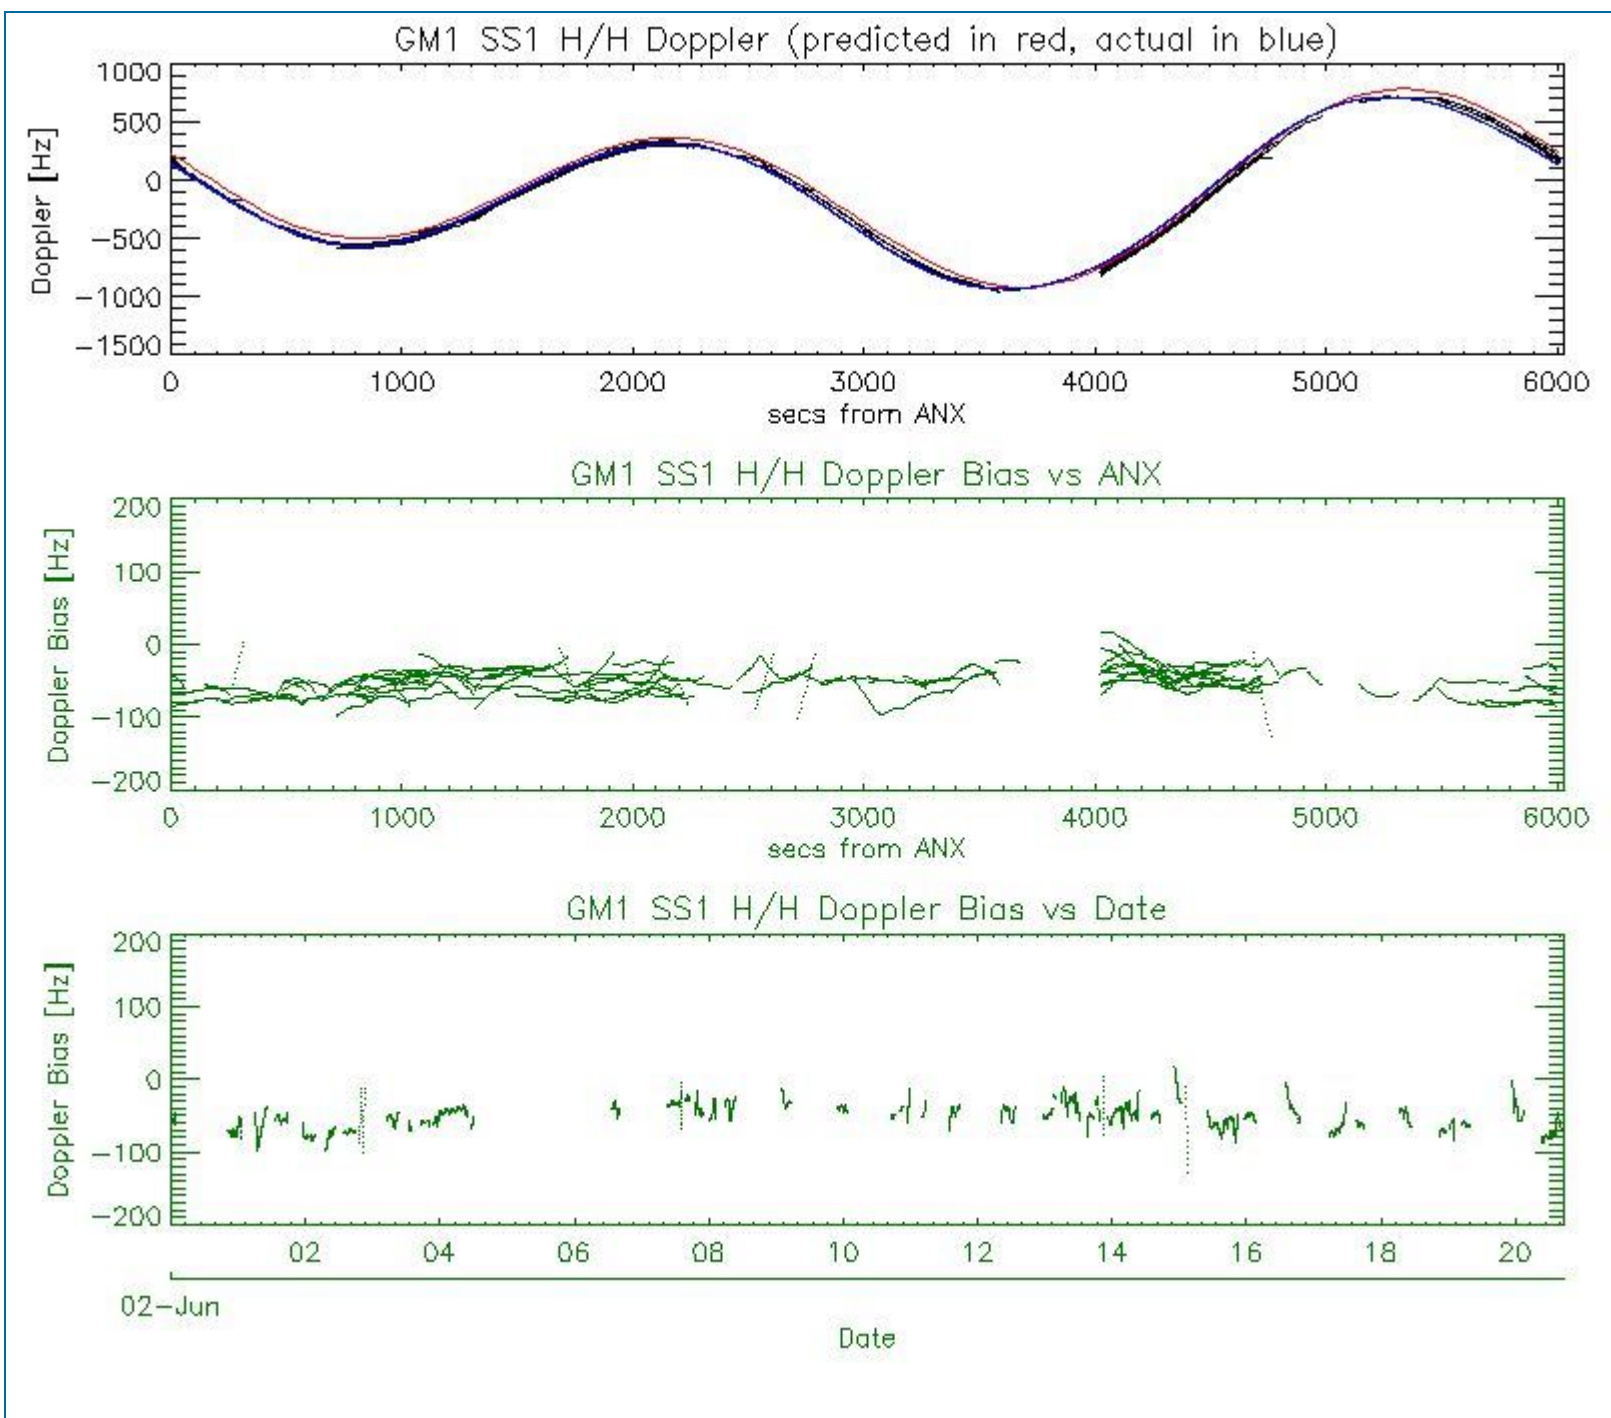 GM1 SS1 H/H Doppler (predicted in red, actual in blue)
Doppler [Hz]
1000
500
0
−500
−1000
−1500
0 1000 2000 3000 4000 5000 6000
secs from ANX
GM1 SS1 H/H Doppler Bias vs ANX
Doppler Bias [Hz]
200
100
0
−100
−200
0 1000 2000 3000 4000 5000 6000
secs from ANX
GM1 SS1 H/H Doppler Bias vs Date
Doppler Bias [Hz]
200
100
0
−100
−200
02 04 06 08 10 12 14 16 18 20
02−Jun
Date